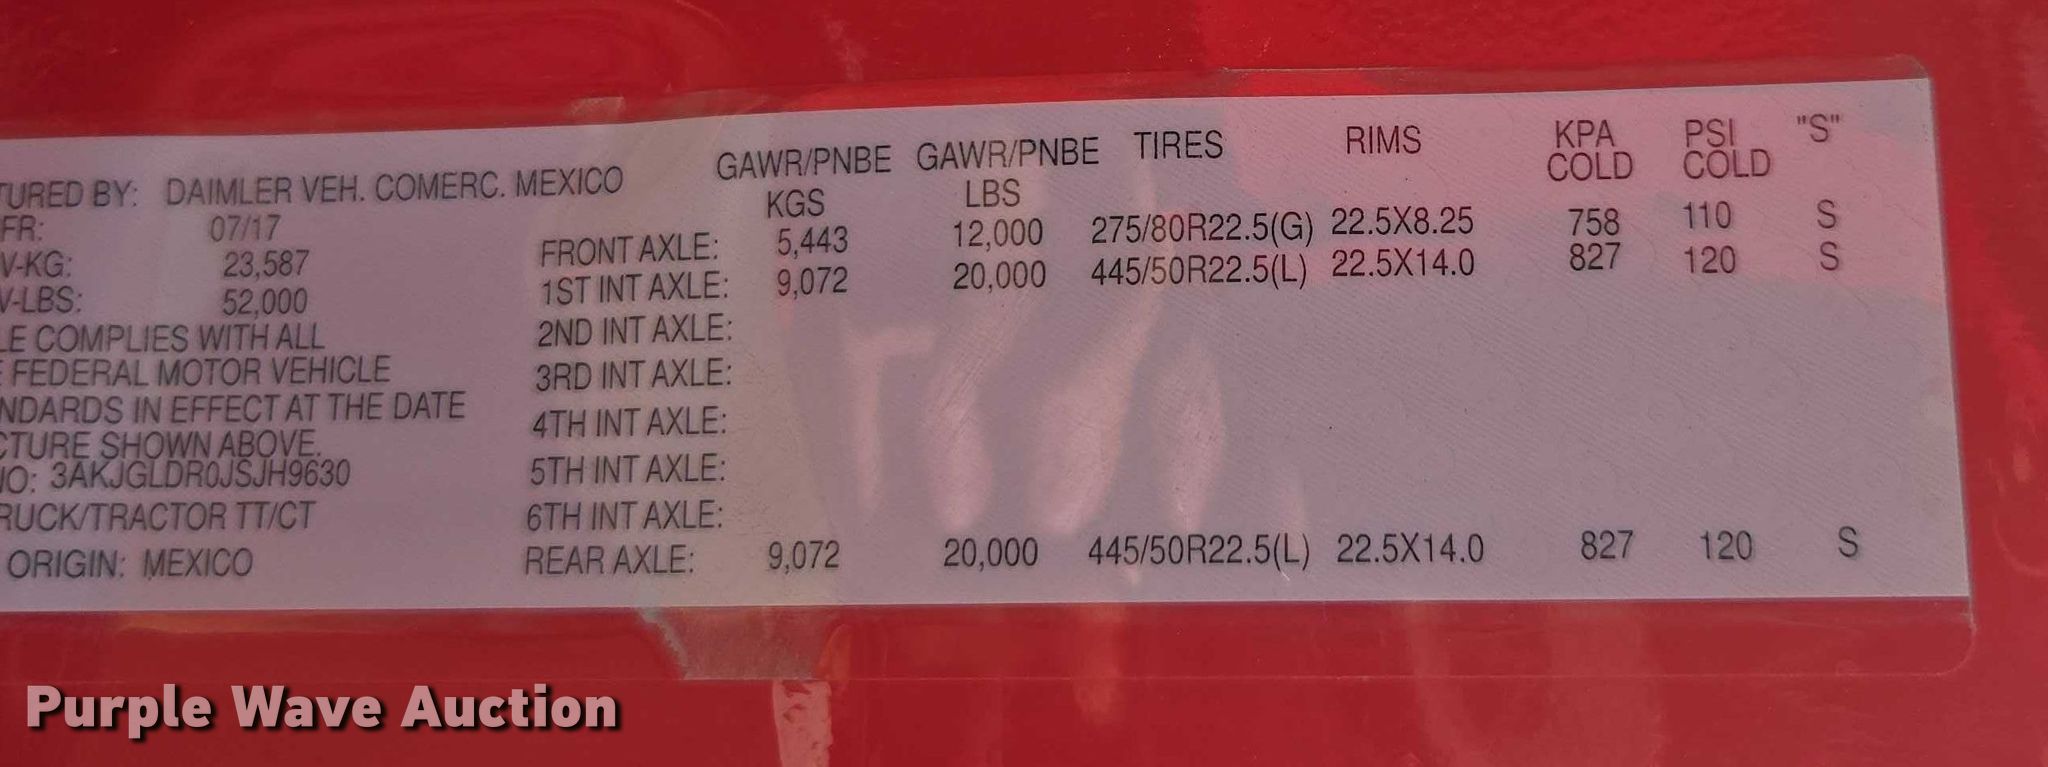 TURED BY: DAIMLER VEH. COMERC. MEXICO
FR: 07/17
V-KG: 23,587
V-LBS: 52,000
LE COMPLIES WITH ALL
E FEDERAL MOTOR VEHICLE
NDARDS IN EFFECT AT THE DATE
CTURE SHOWN ABOVE.
NO: 3AKJGLDR0JSJH9630
RUCK/TRACTOR TT/CT
ORIGIN: MEXICO
GAWR/PNBE KGS GAWR/PNBE LBS TIRES RIMS KPA COLD PSI COLD "S"
FRONT AXLE: 5,443 12,000 275/80R22.5(G) 22.5X8.25 758 110 S
1ST INT AXLE: 9,072 20,000 445/50R22.5(L) 22.5X14.0 827 120 S
2ND INT AXLE:
3RD INT AXLE:
4TH INT AXLE:
5TH INT AXLE:
6TH INT AXLE:
REAR AXLE: 9,072 20,000 445/50R22.5(L) 22.5X14.0 827 120 S
Purple Wave Auction